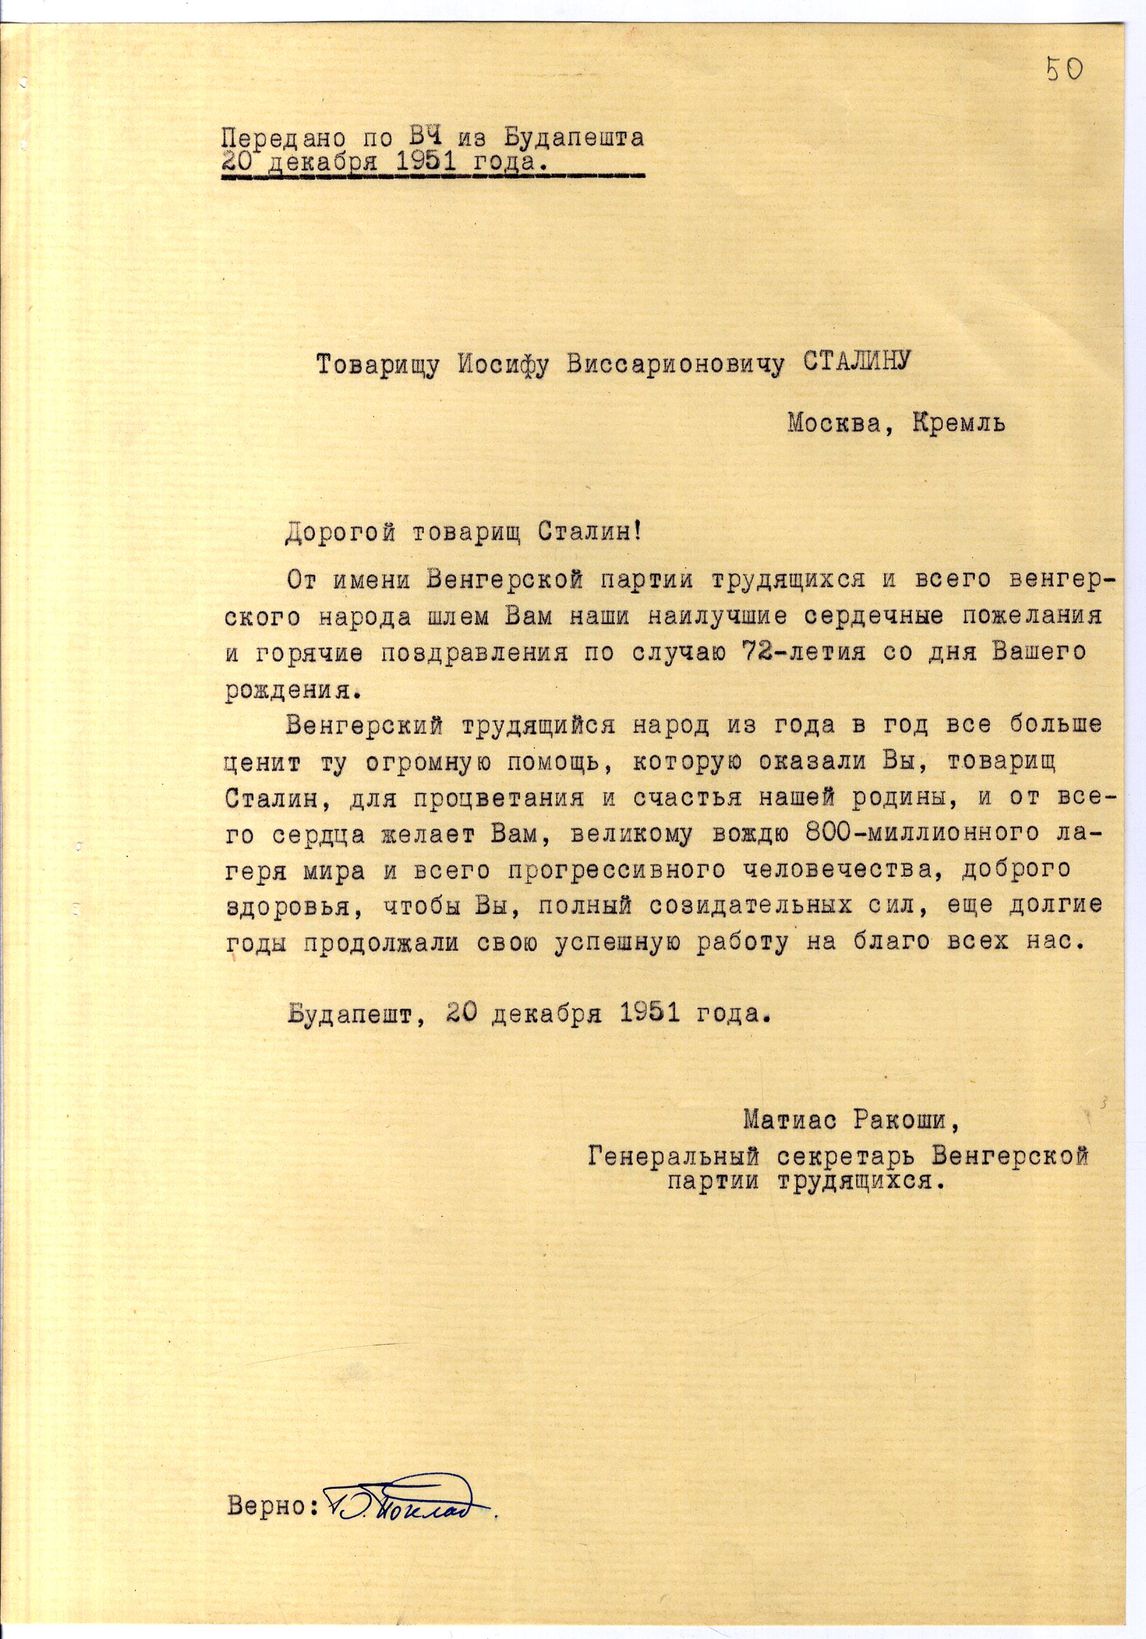 50
Передано по ВЧ из Будапешта
20 декабря 1951 года.
Товарищу Иосифу Виссарионовичу СТАЛИНУ
Москва, Кремль
Дорогой товарищ Сталин!
От имени Венгерской партии трудящихся и всего венгер-
ского народа шлем Вам наши наилучшие сердечные пожелания
и горячие поздравления по случаю 72-летия со дня Вашего
рождения.
Венгерский трудящийся народ из года в год все больше
ценит ту огромную помощь, которую оказали Вы, товарищ
Сталин, для процветания и счастья нашей родины, и от все-
го сердца желает Вам, великому вождю 800-миллионного ла-
геря мира и всего прогрессивного человечества, доброго
здоровья, чтобы Вы, полный созидательных сил, еще долгие
годы продолжали свою успешную работу на благо всех нас.
Будапешт, 20 декабря 1951 года.
Матиас Ракоши,
Генеральный секретарь Венгерской
партии трудящихся.
Верно: